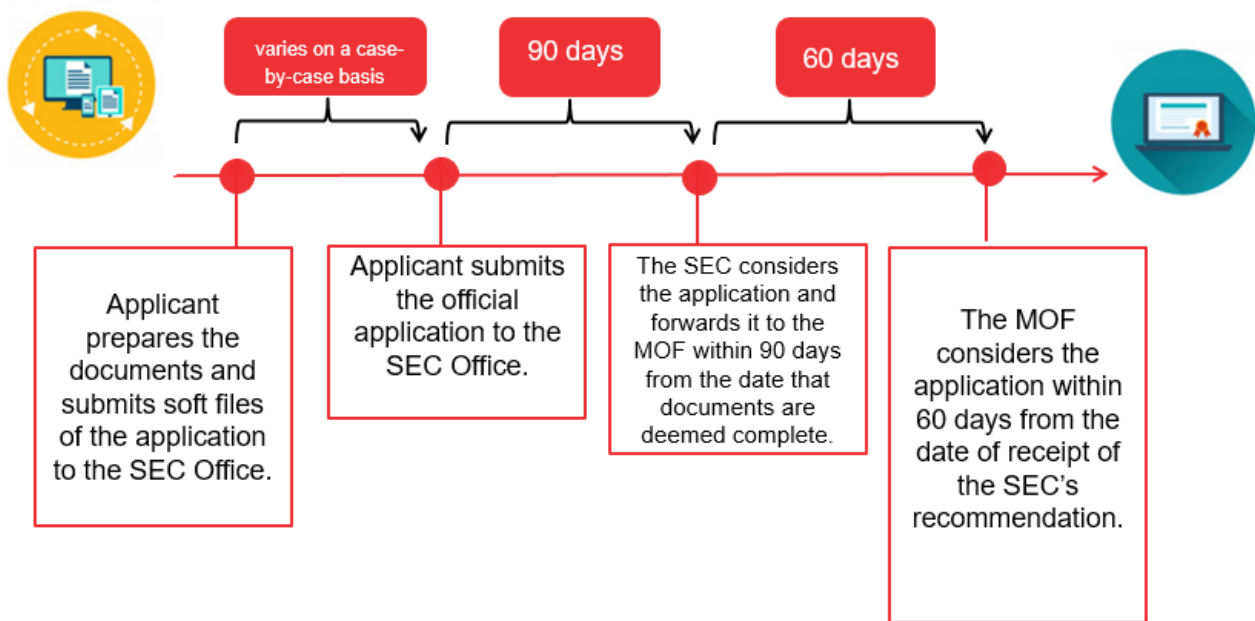 varies on a case-
by-case basis
90 days
60 days
Applicant
prepares the
documents and
submits soft files
of the application
to the SEC Office.
Applicant submits
the official
application to the
SEC Office.
The SEC considers
the application and
forwards it to the
MOF within 90 days
from the date that
documents are
deemed complete.
The MOF
considers the
application within
60 days from the
date of receipt of
the SEC’s
recommendation.